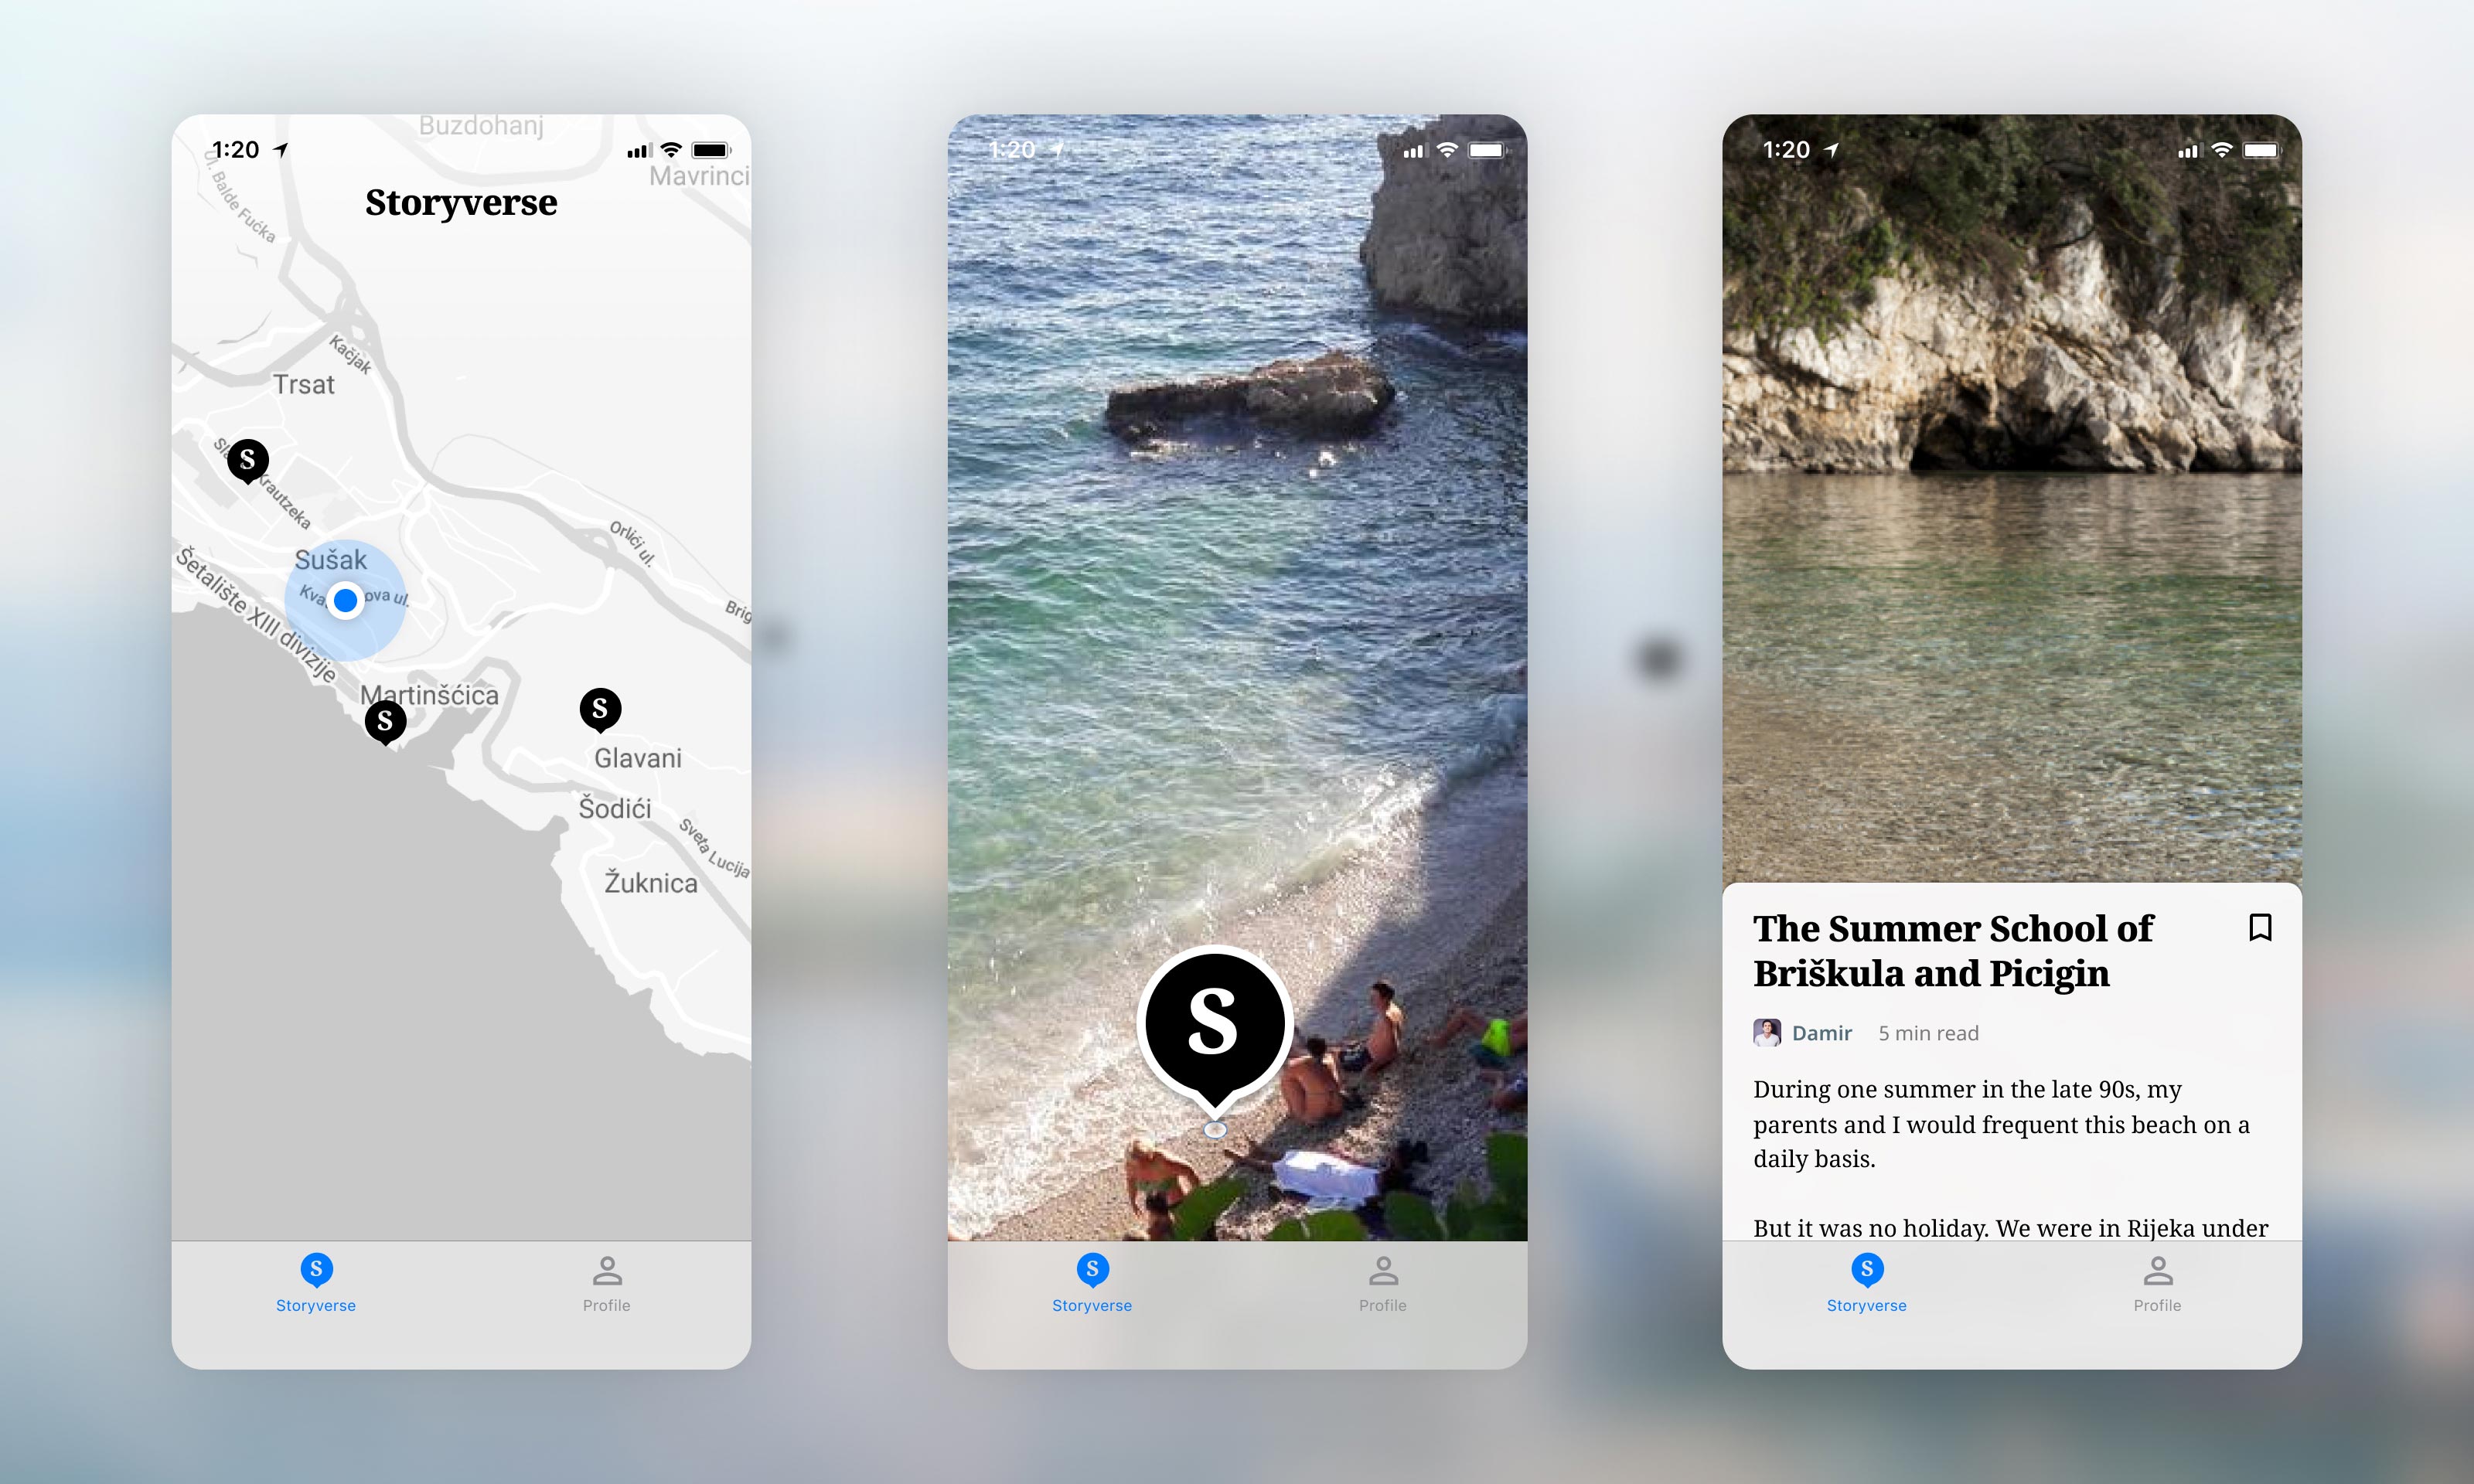 Buzdohanj
1:20
Mavrinci
Ul. Balde Fućka
Storyverse
Kačjak
Trsat
S
Krautzeka
Orlići ul.
Sušak
ova ul.
Šetalište XIII divizije
Martinšćica
S
S
Glavani
Šodići
Sveta Lucija
Žuknica
S
Storyverse
Profile
1:20
S
S
Storyverse
Profile
1:20
The Summer School of
Briškula and Picigin
Damir 5 min read
During one summer in the late 90s, my
parents and I would frequent this beach on a
daily basis.
But it was no holiday. We were in Rijeka under
S
Storyverse
Profile